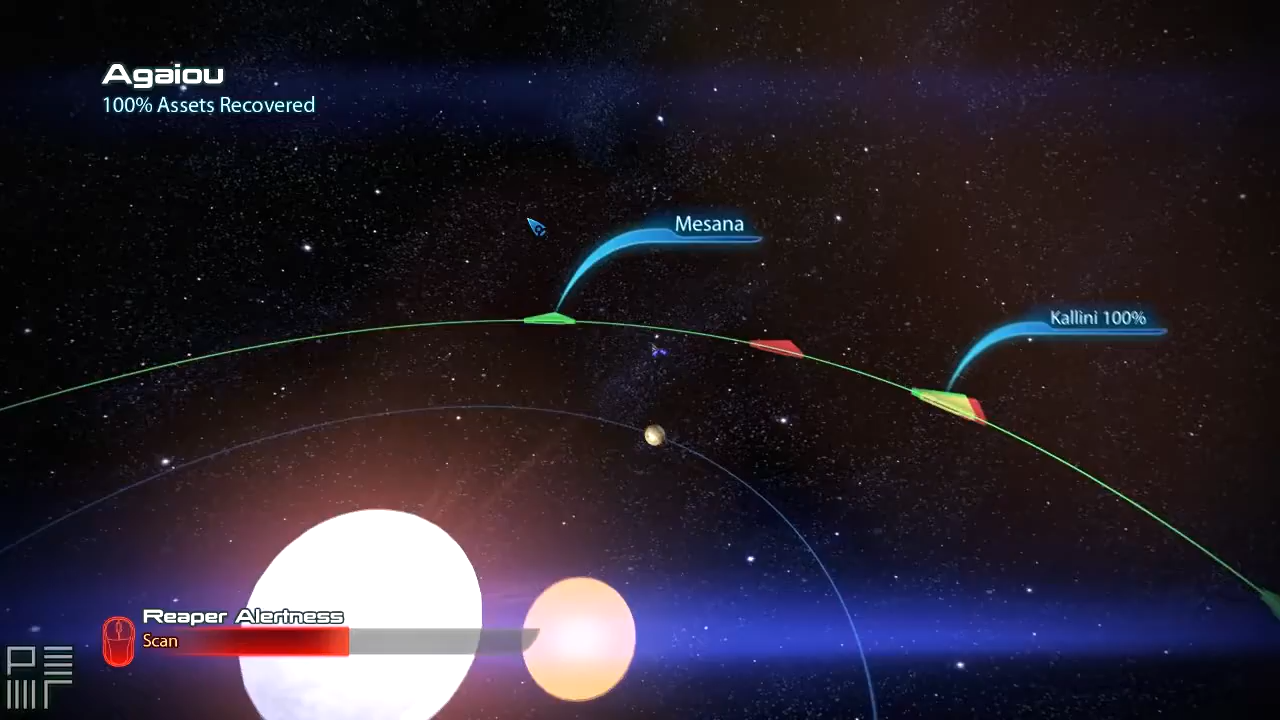 Agaiou
100% Assets Recovered
Mesana
Kallini 100%
Reaper Alertness
Scan